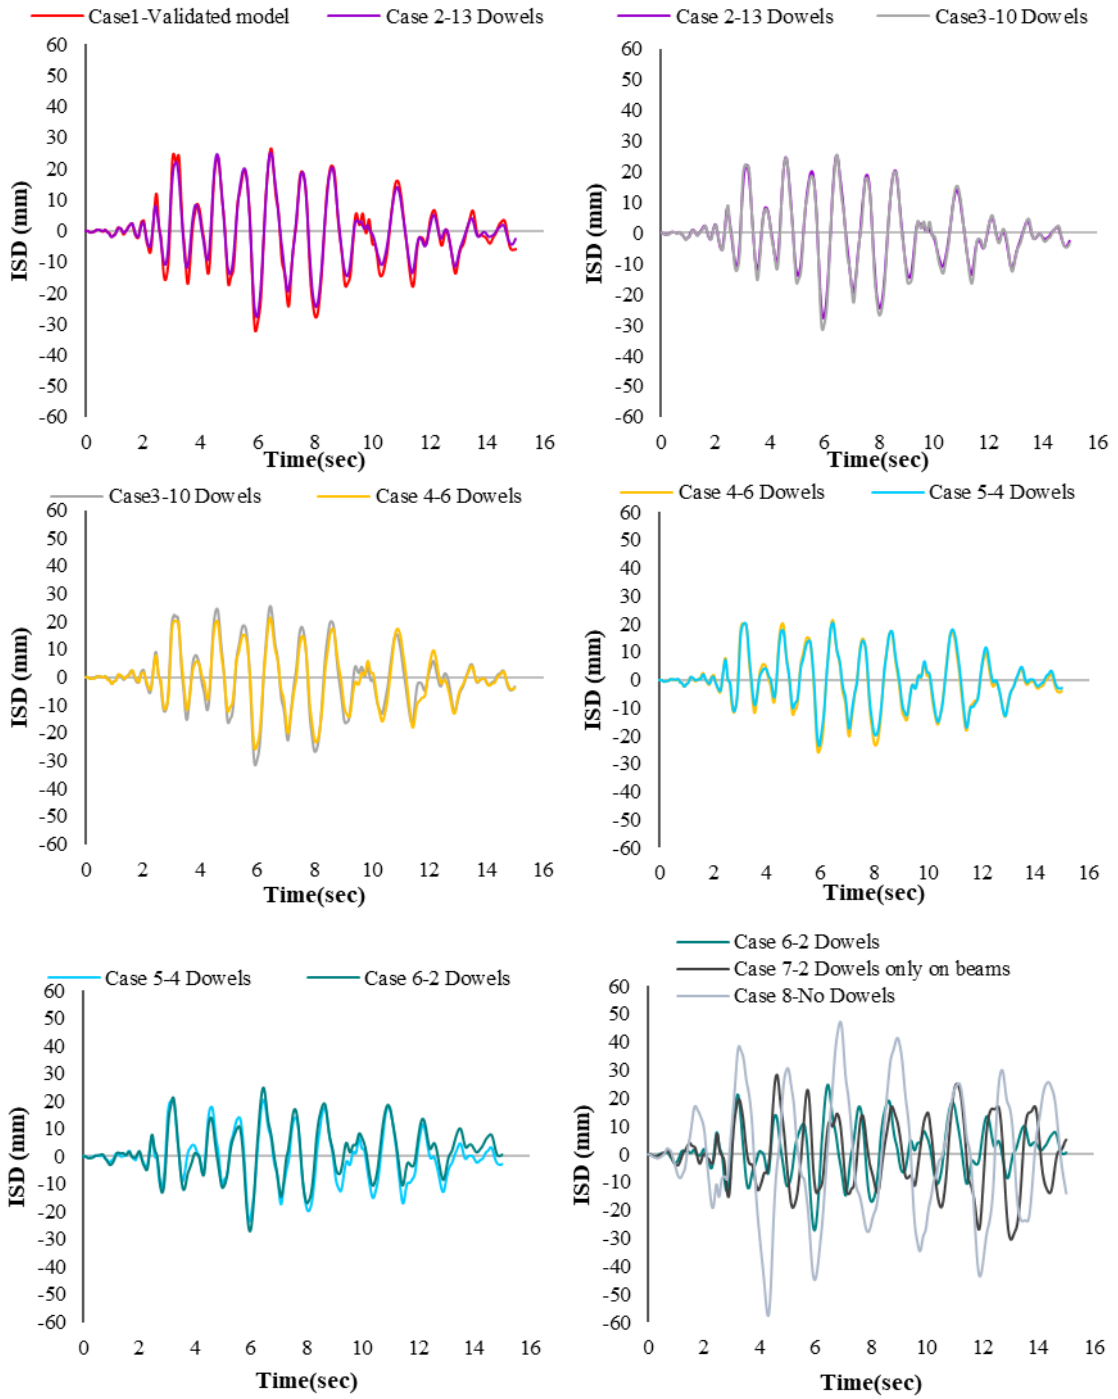 Case1-Validated model
Case 2-13 Dowels
60
50
40
30
20
10
0
-10
-20
-30
-40
-50
-60
ISD (mm)
0 2 4 6 8 10 12 14 16
Time(sec)
Case 2-13 Dowels
Case3-10 Dowels
60
50
40
30
20
10
0
-10
-20
-30
-40
-50
-60
ISD (mm)
0 2 4 6 8 10 12 14 16
Time(sec)
Case3-10 Dowels
Case 4-6 Dowels
60
50
40
30
20
10
0
-10
-20
-30
-40
-50
-60
ISD (mm)
0 2 4 6 8 10 12 14 16
Time(sec)
Case 4-6 Dowels
Case 5-4 Dowels
60
50
40
30
20
10
0
-10
-20
-30
-40
-50
-60
ISD (mm)
0 2 4 6 8 10 12 14 16
Time(sec)
Case 5-4 Dowels
Case 6-2 Dowels
60
50
40
30
20
10
0
-10
-20
-30
-40
-50
-60
ISD (mm)
0 2 4 6 8 10 12 14 16
Time(sec)
Case 6-2 Dowels
Case 7-2 Dowels only on beams
Case 8-No Dowels
60
50
40
30
20
10
0
-10
-20
-30
-40
-50
-60
ISD (mm)
0 2 4 6 8 10 12 14 16
Time(sec)